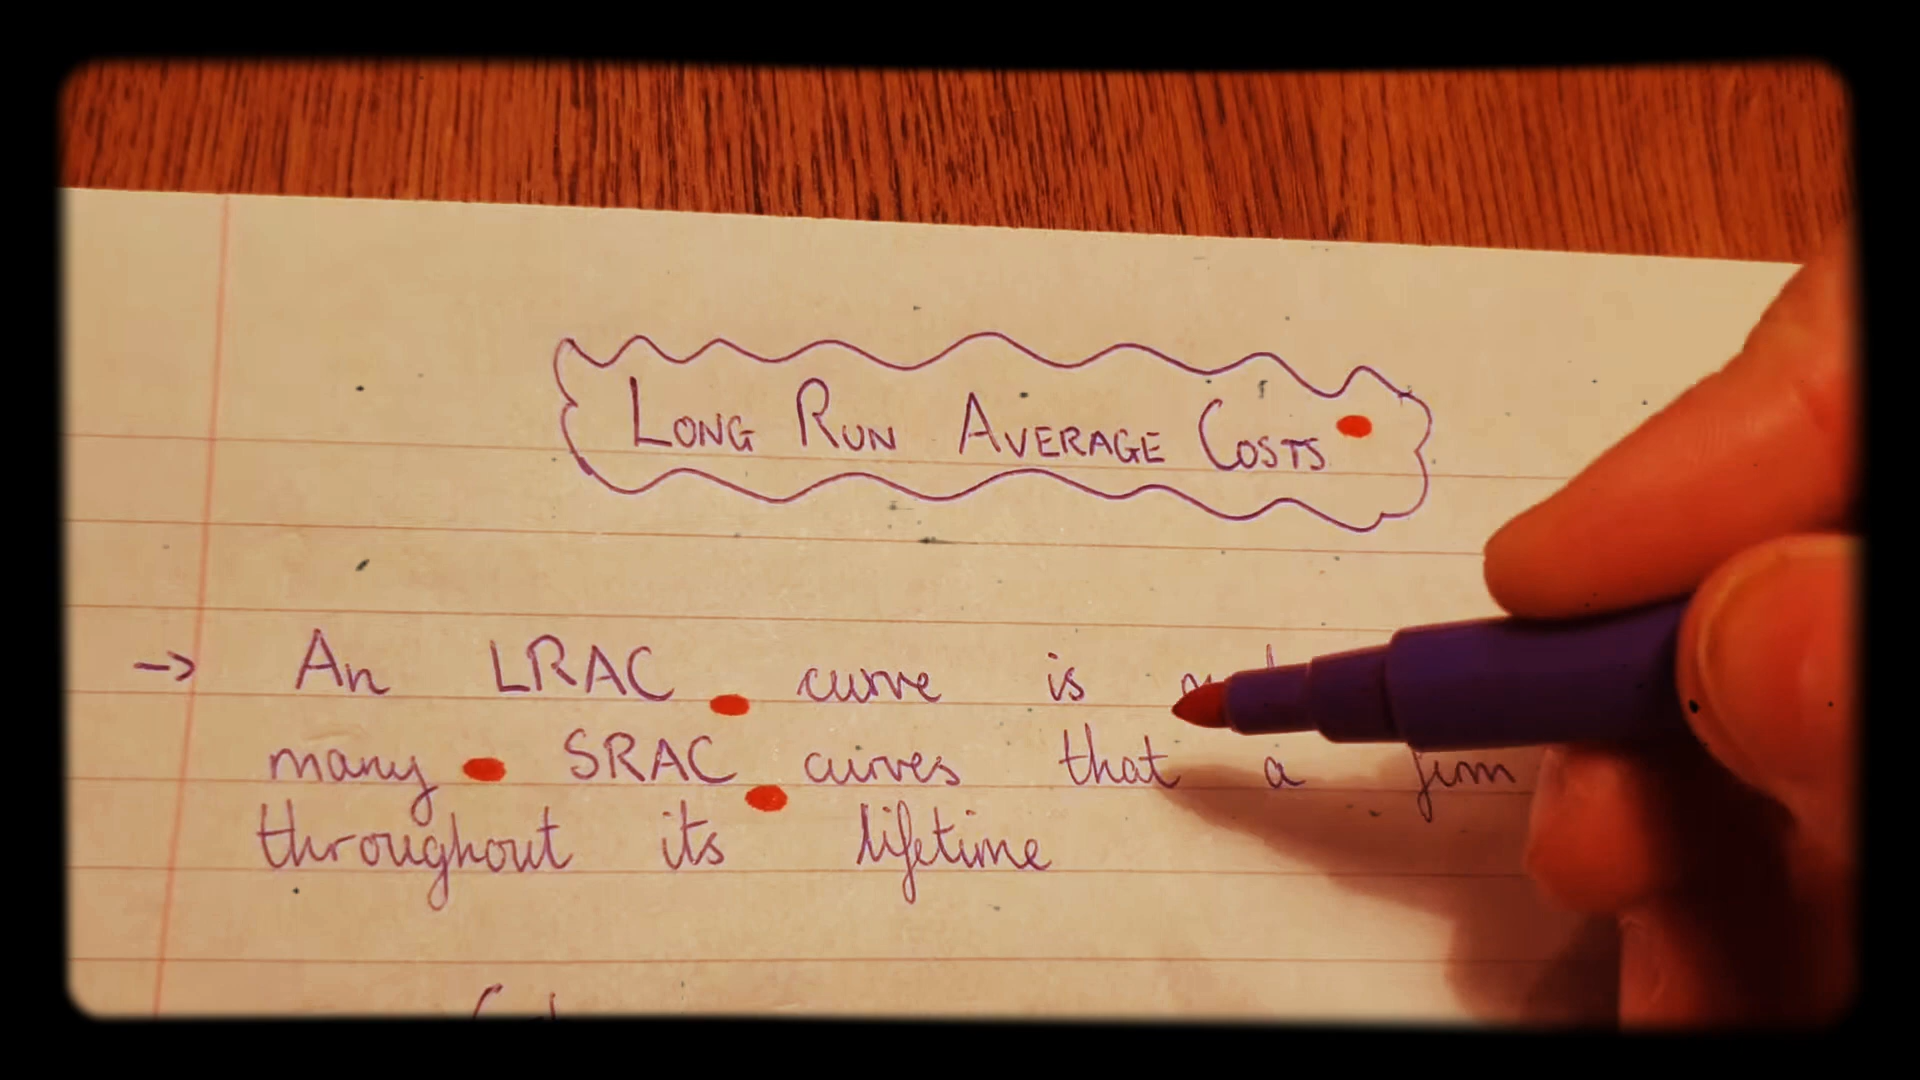 LONG RUN AVERAGE COSTS
-> An LRAC curve is
many SRAC curves that a firm
throughout its lifetime